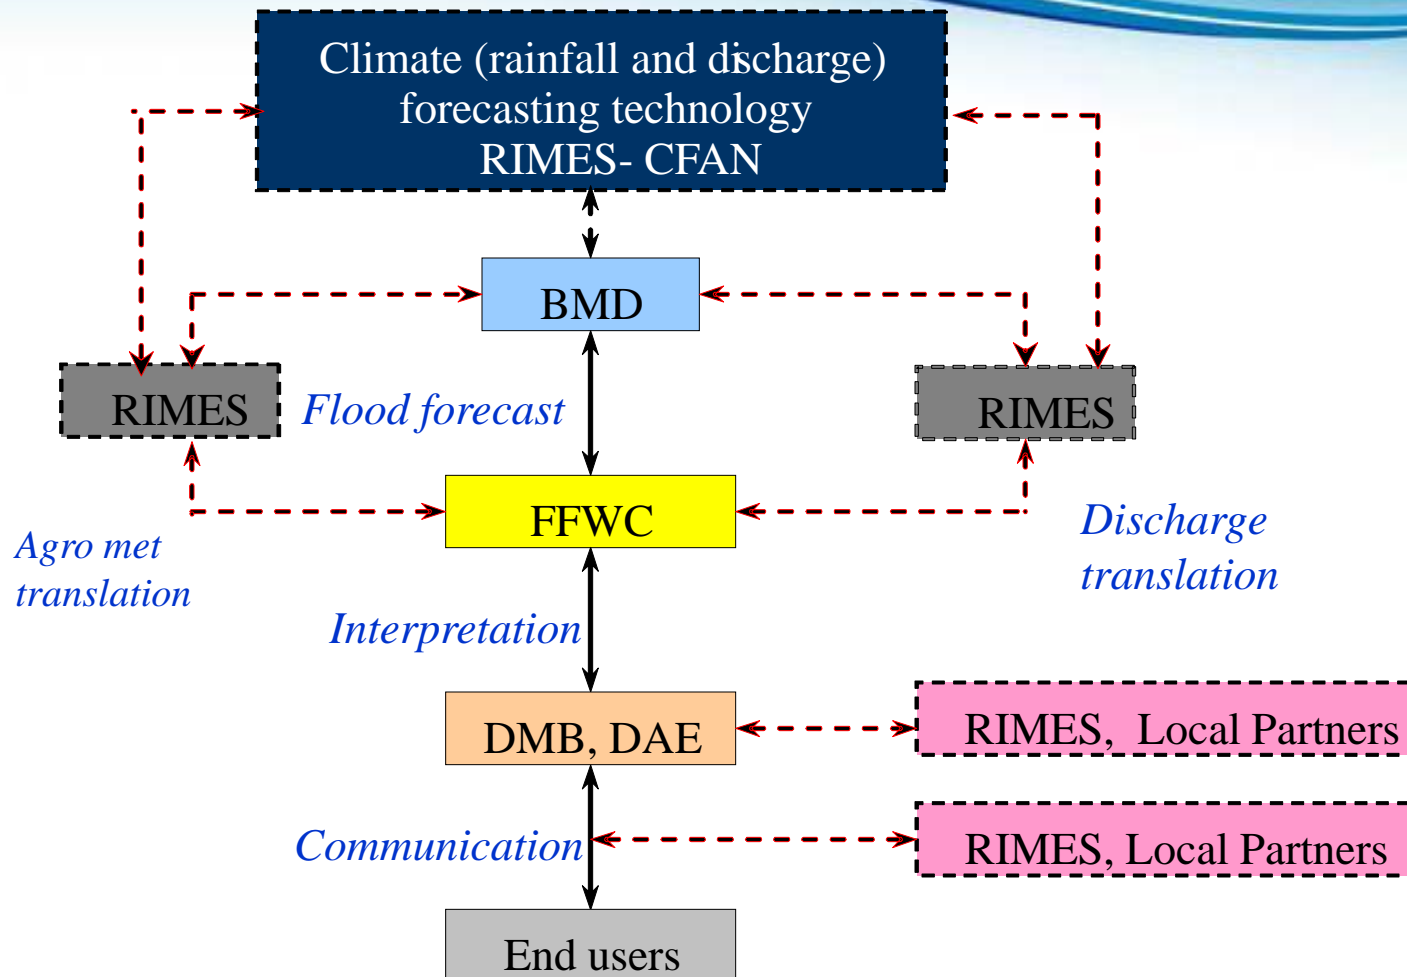 Climate (rainfall and discharge)
forecasting technology
RIMES- CFAN
BMD
RIMES
Flood forecast
RIMES
FFWC
Agro met
translation
Discharge
translation
Interpretation
DMB, DAE
RIMES, Local Partners
Communication
RIMES, Local Partners
End users